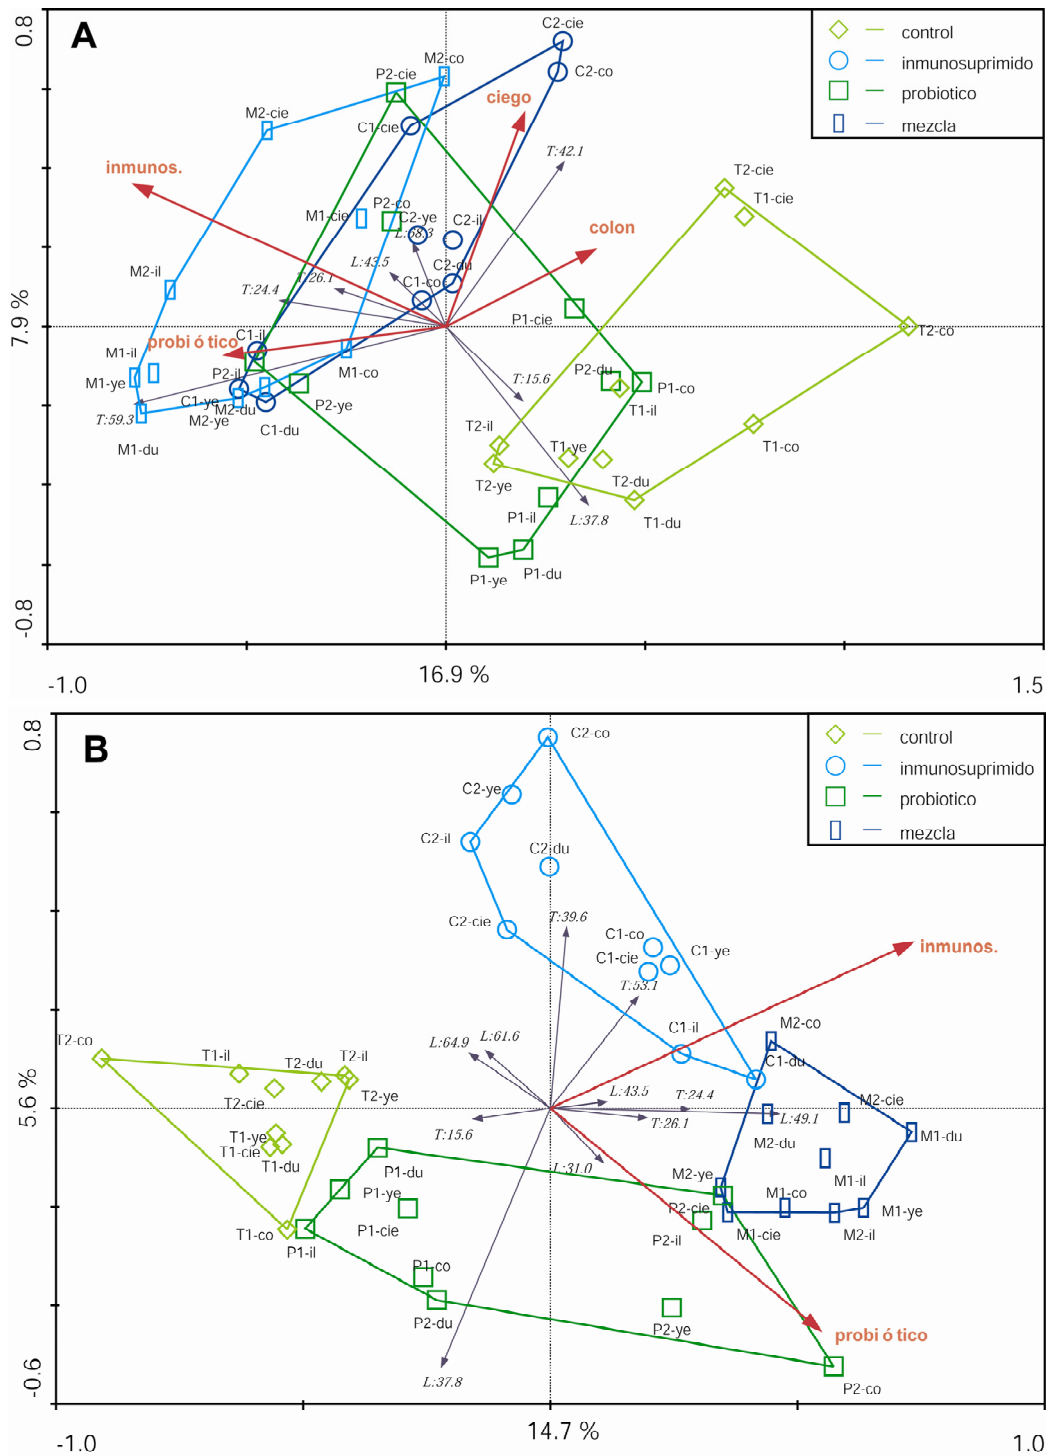 0.8
A
control
inmunosuprimido
probiotico
mezcla
C2-cie
C2-co
M2-co
P2-cie
ciego
M2-cie
C1-cie
T:42.1
inmunos.
T2-cie
T1-cie
M1-cie
P2-co
C2-ye
C2-il
L:68.3
colon
L:43.5
C2-du
M2-il
T:26.1
T:24.4
C1-co
P1-cie
7.9 %
T2-co
C1-il
probi ó tico
M1-il
P2-il
M1-co
P2-du
M1-ye
T:15.6
P1-co
C1-ye
P2-ye
M2-du
T1-il
T:59.3
M2-ye
C1-du
T2-il
T1-ye
T1-co
M1-du
T2-ye
T2-du
P1-il
L:37.8
T1-du
P1-ye
P1-du
-0.8
-1.0
16.9 %
1.5
0.8
B
control
inmunosuprimido
probiotico
mezcla
C2-co
C2-ye
C2-il
C2-du
C2-cie
T:39.6
C1-co
C1-cie
C1-ye
inmunos.
T:53.1
T2-co
L:64.9
L:61.6
C1-il
M2-co
T1-il
T2-du
T2-il
C1-du
T2-cie
T2-ye
L:43.5
T:24.4
M2-cie
5.6 %
T:15.6
T:26.1
L:49.1
T1-ye
T1-cie
T1-du
M2-du
M1-du
P1-du
L:31.0
M2-ye
M1-il
P1-ye
P2-cie
M1-co
M1-ye
T1-co
P1-il
P1-cie
P2-il
M1-cie
M2-il
P1-co
P2-du
P2-ye
probi ó tico
L:37.8
P2-co
-0.6
-1.0
14.7 %
1.0